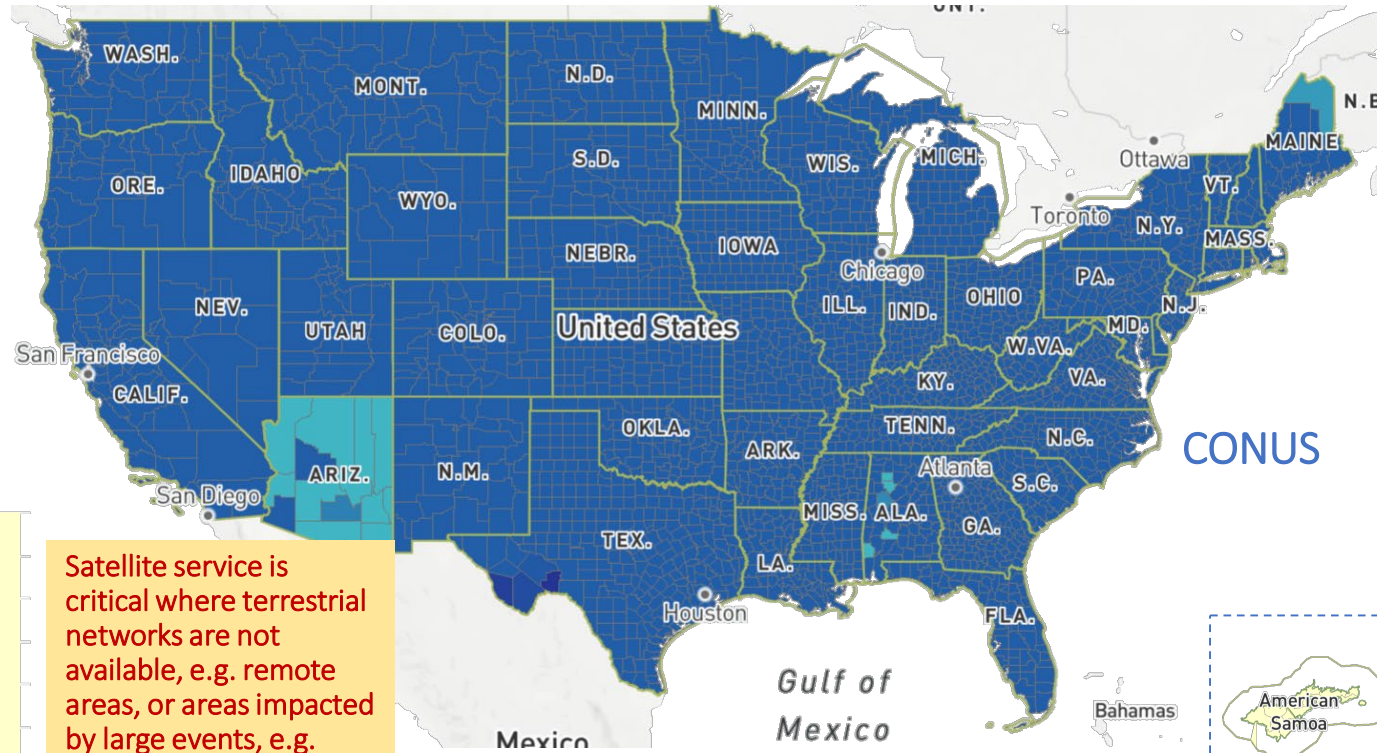 ONT.
WASH.
MONT.
N.D.
MINN.
N.B
MAINE
Ottawa
ORE.
IDAHO
S.D.
WIS.
MICH.
VT.
WYO.
Toronto
N.Y.
MASS.
NEBR.
IOWA
Chicago
PA.
NEV.
UTAH
COLO.
United States
ILL.
IND.
OHIO
N.J.
MD.
San Francisco
W.VA.
CALIF.
KY.
VA.
OKLA.
TENN.
N.C.
CONUS
ARIZ.
N.M.
ARK.
Atlanta
San Diego
S.C.
MISS.
ALA.
GA.
TEX.
LA.
Houston
FLA.
Satellite service is
critical where terrestrial
networks are not
available, e.g. remote
areas, or areas impacted
by large events, e.g.
Gulf of
Mexico
Mexico
Bahamas
American
Samoa